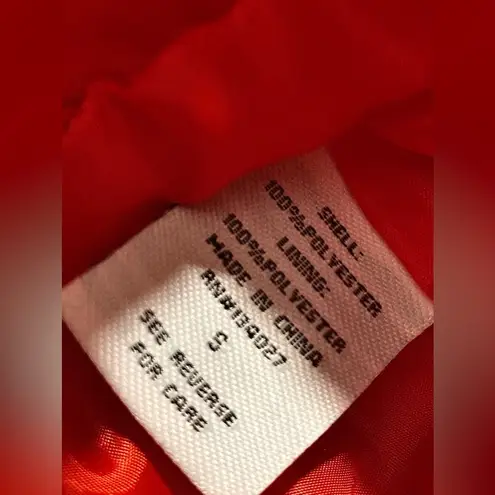 SHELL:
100%POLYESTER
LINING:
100%POLYESTER
MADE IN CHINA
RN#134027
S
SEE REVERSE
FOR CARE